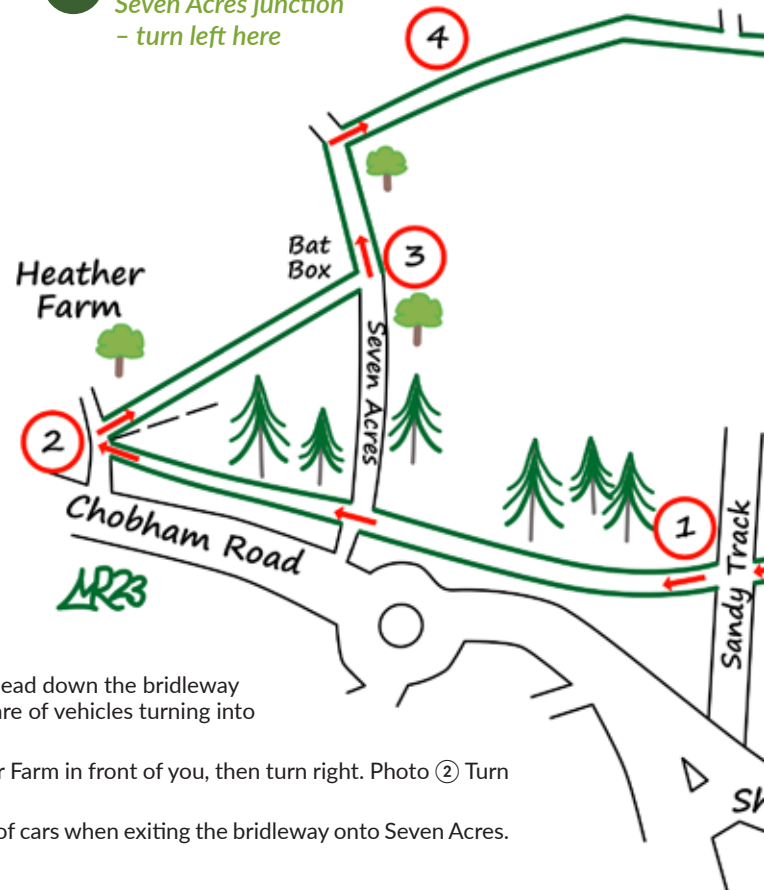 Seven Acres junction
– turn left here
4
Bat
Box
3
Heather
Farm
Seven Acres
2
1
Chobham Road
Sandy Track
MR23
ead down the bridleway
are of vehicles turning into
r Farm in front of you, then turn right. Photo ② Turn
of cars when exiting the bridleway onto Seven Acres.